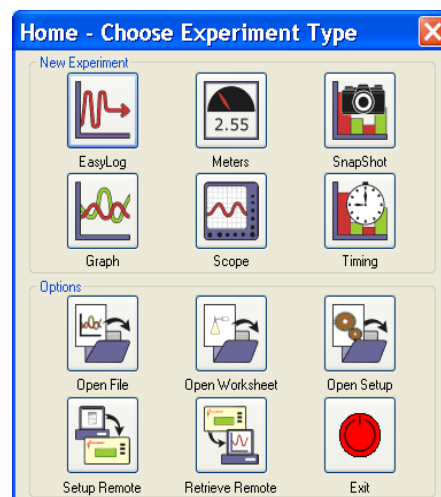 Home - Choose Experiment Type
New Experiment
2.55
EasyLog Meters SnapShot
Graph Scope Timing
Options
Open File Open Worksheet Open Setup
Setup Remote Retrieve Remote Exit